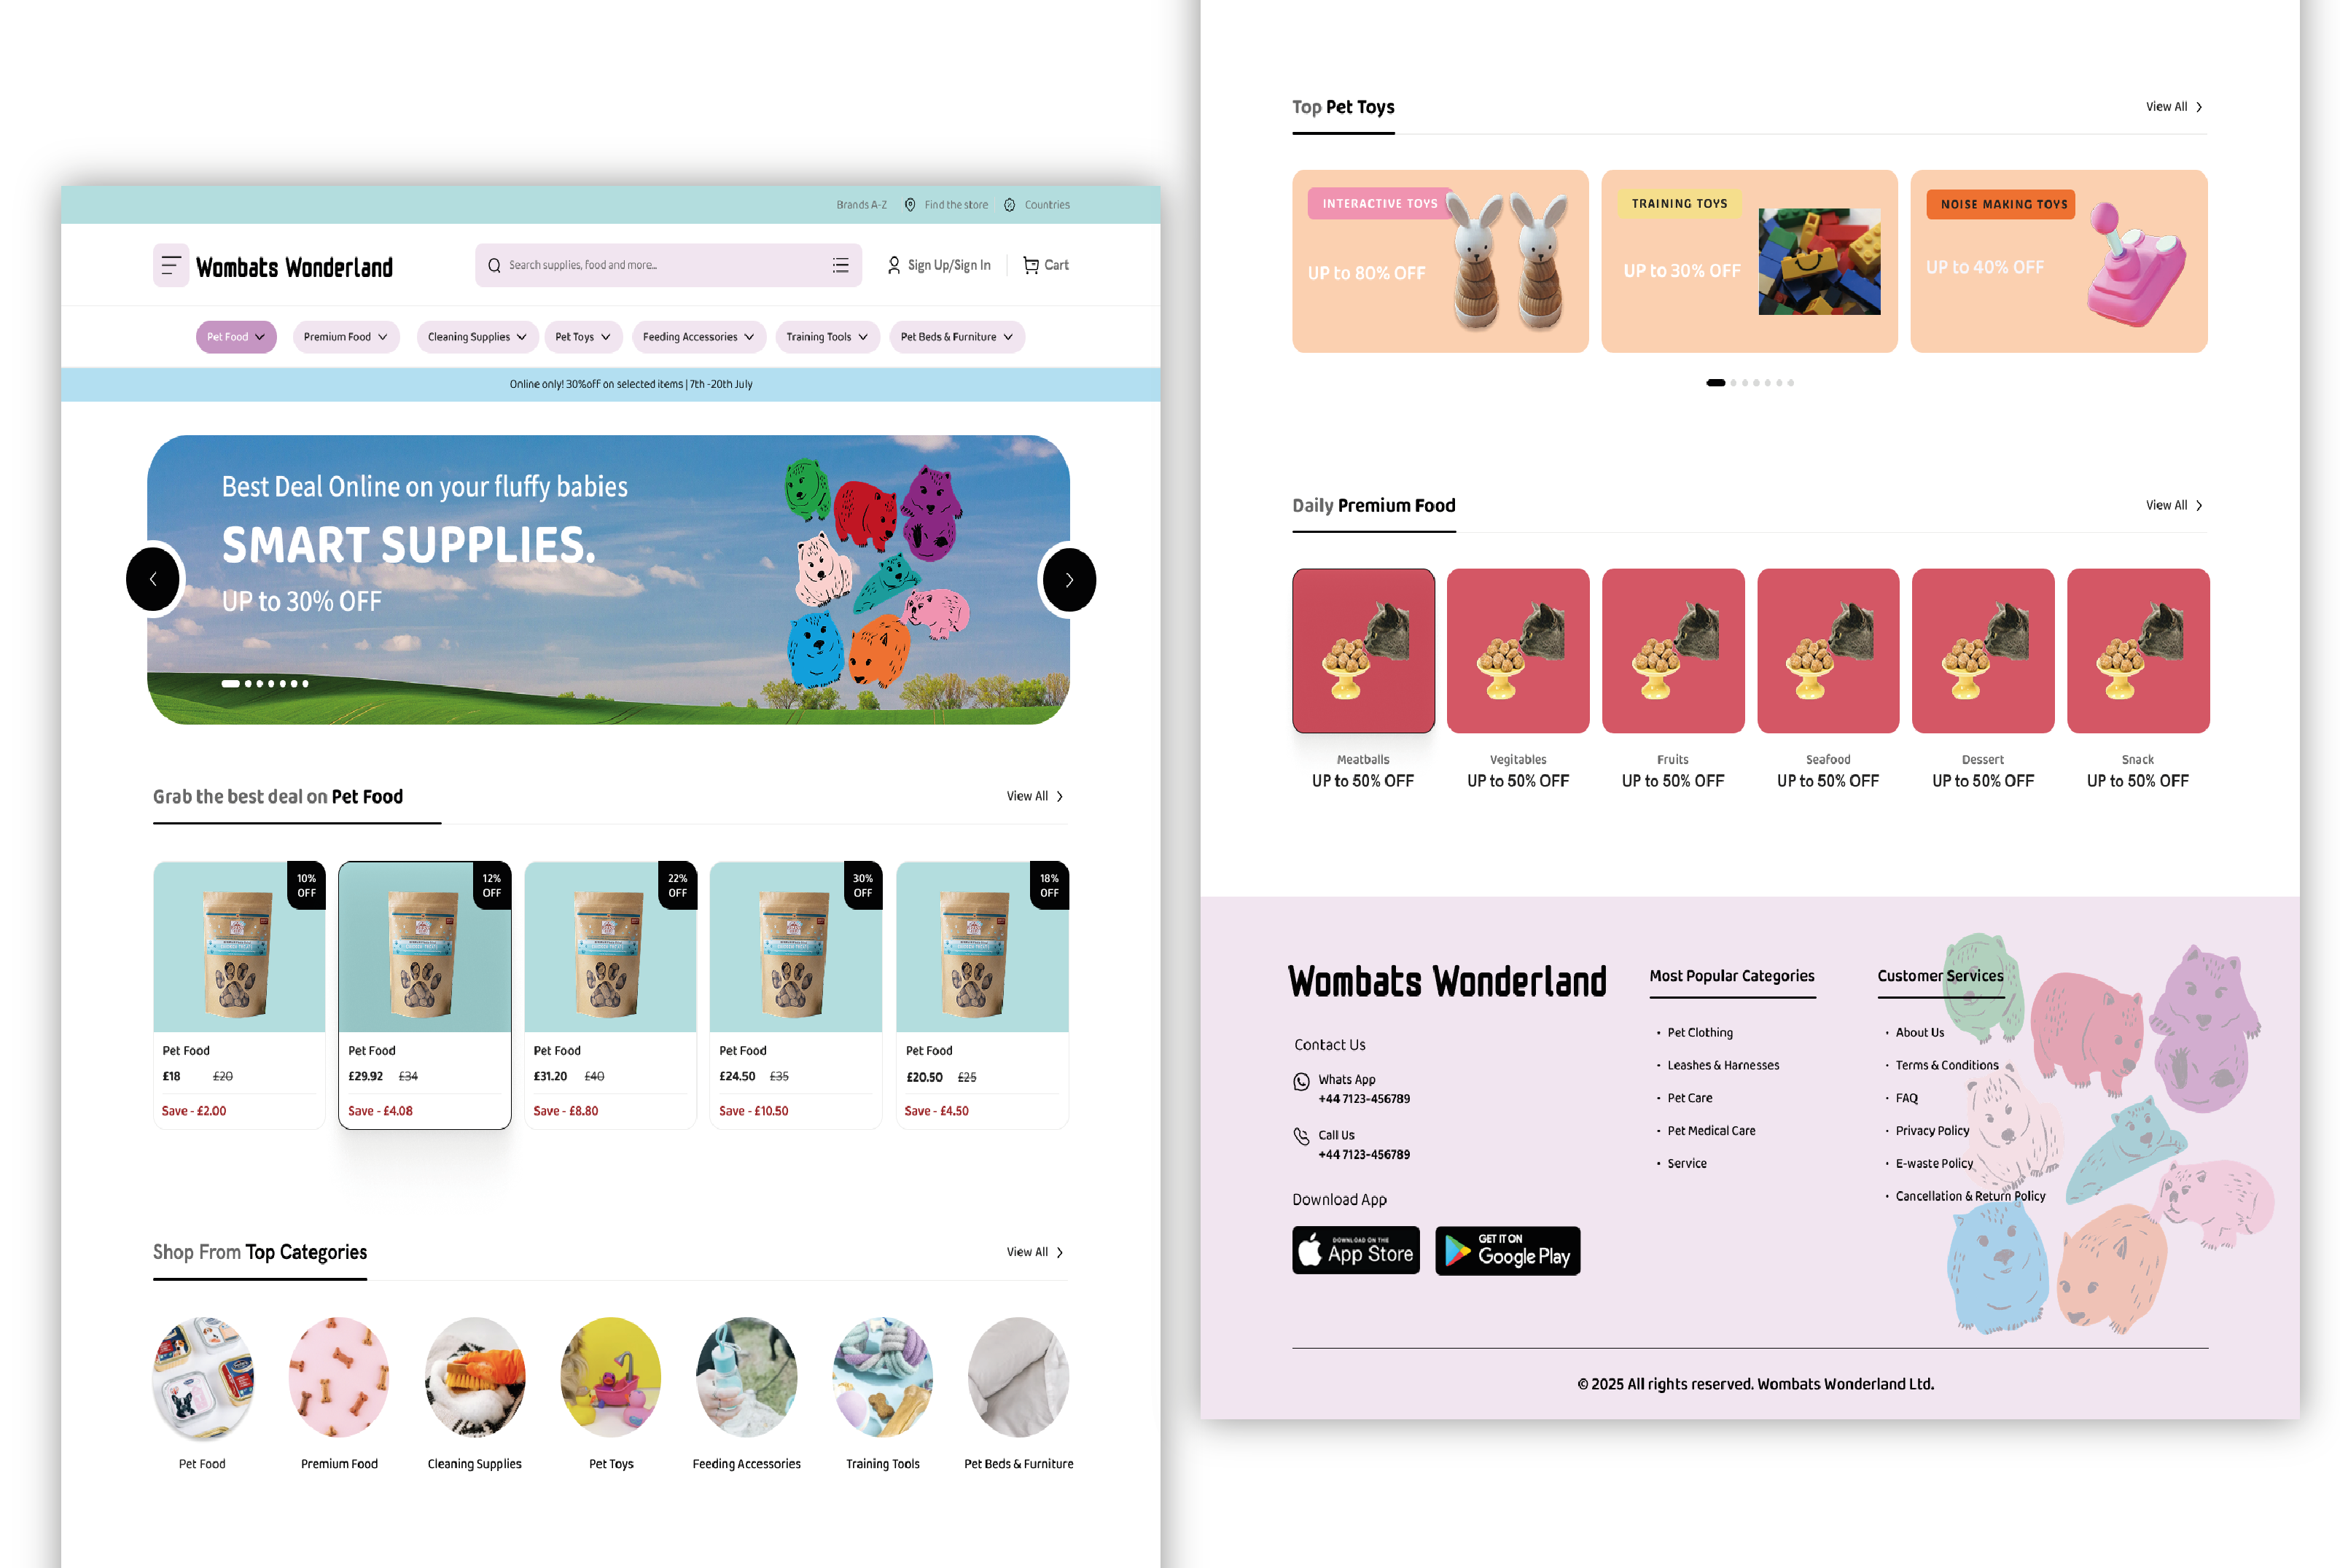 Brands A-Z Find the store Countries
Wombats Wonderland
Search supplies, food and more...
Sign Up/Sign In Cart
Pet Food Premium Food Cleaning Supplies Pet Toys Feeding Accessories Training Tools Pet Beds & Furniture
Online only! 30%off on selected items | 7th -20th July
Best Deal Online on your fluffy babies
SMART SUPPLIES.
UP to 30% OFF
Grab the best deal on Pet Food
View All
10% OFF
12% OFF
22% OFF
30% OFF
18% OFF
Pet Food
£18 £20
Save - £2.00
Pet Food
£29.92 £34
Save - £4.08
Pet Food
£31.20 £40
Save - £8.80
Pet Food
£24.50 £35
Save - £10.50
Pet Food
£20.50 £25
Save - £4.50
Shop From Top Categories
View All
Pet Food
Premium Food
Cleaning Supplies
Pet Toys
Feeding Accessories
Training Tools
Pet Beds & Furniture
Top Pet Toys
View All
INTERACTIVE TOYS
UP to 80% OFF
TRAINING TOYS
UP to 30% OFF
NOISE MAKING TOYS
UP to 40% OFF
Daily Premium Food
View All
Meatballs
UP to 50% OFF
Vegitables
UP to 50% OFF
Fruits
UP to 50% OFF
Seafood
UP to 50% OFF
Dessert
UP to 50% OFF
Snack
UP to 50% OFF
Wombats Wonderland
Contact Us
Whats App
+44 7123-456789
Call Us
+44 7123-456789
Download App
DOWNLOAD ON THE
App Store
GET IT ON
Google Play
Most Popular Categories
• Pet Clothing
• Leashes & Harnesses
• Pet Care
• Pet Medical Care
• Service
Customer Services
• About Us
• Terms & Conditions
• FAQ
• Privacy Policy
• E-waste Policy
• Cancellation & Return Policy
© 2025 All rights reserved. Wombats Wonderland Ltd.